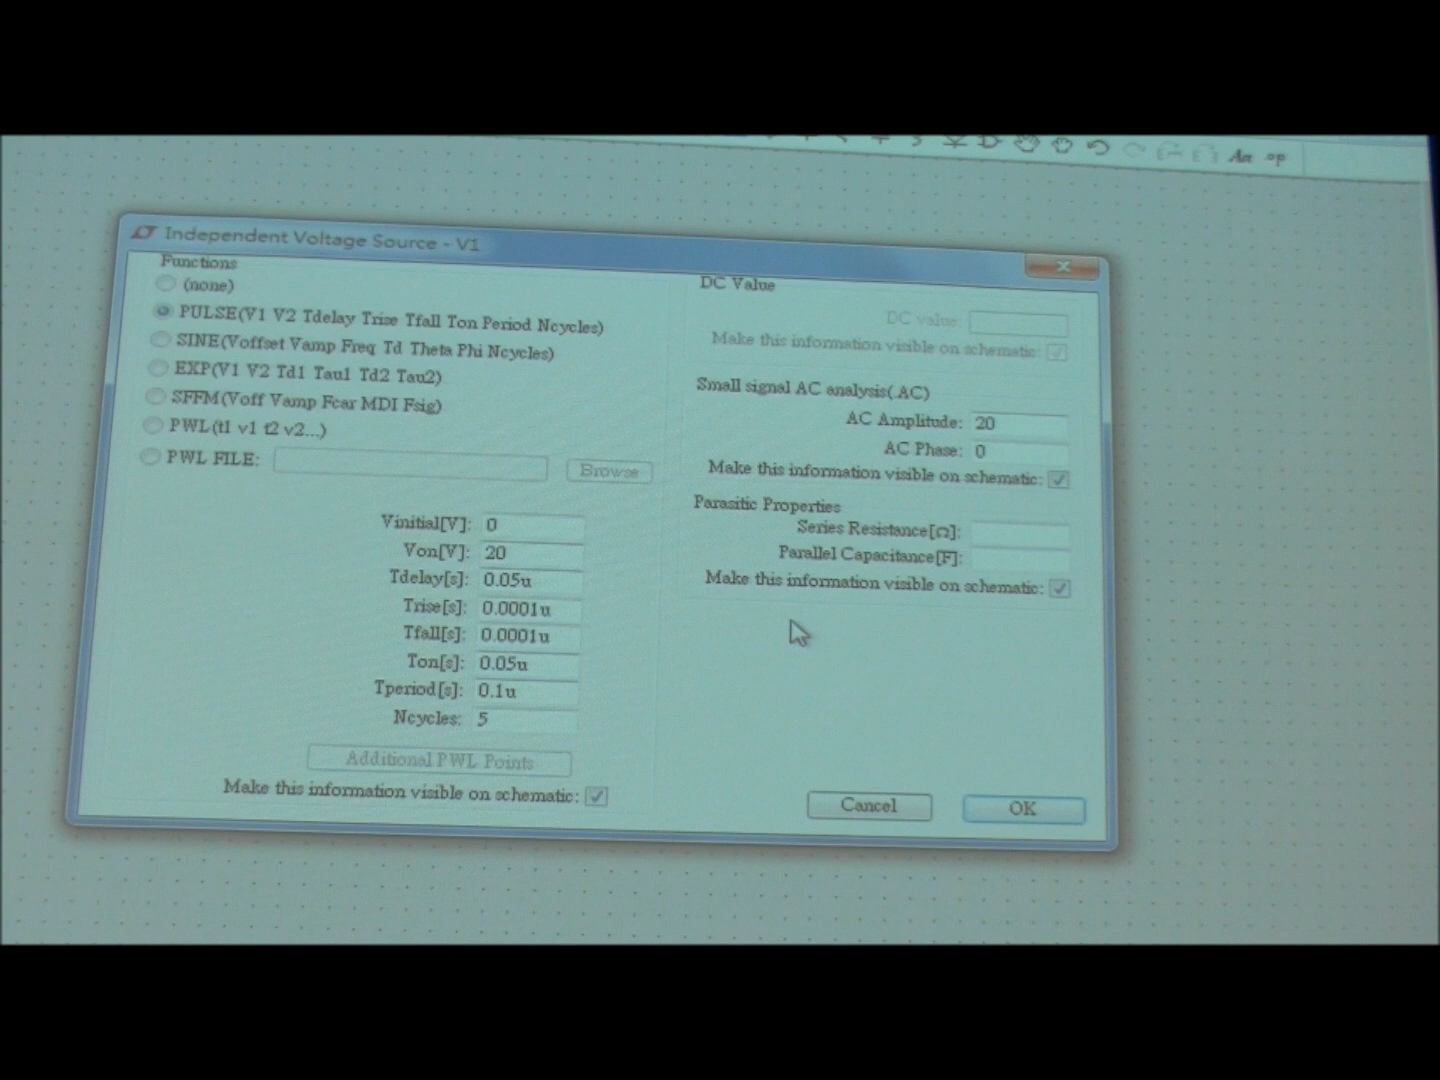 Aa .op
Independent Voltage Source - V1
Functions
(none)
PULSE(V1 V2 Tdelay Trise Tfall Ton Period Ncycles)
SINE(Voffset Vamp Freq Td Theta Phi Ncycles)
EXP(V1 V2 Td1 Tau1 Td2 Tau2)
SFFM(Voff Vamp Fcar MDI Fsig)
PWL(t1 v1 t2 v2...)
PWL FILE:
Browse
Vinitial[V]: 0
Von[V]: 20
Tdelay[s]: 0.05u
Trise[s]: 0.0001u
Tfall[s]: 0.0001u
Ton[s]: 0.05u
Tperiod[s]: 0.1u
Ncycles: 5
Additional PWL Points
Make this information visible on schematic:
DC Value
DC value:
Make this information visible on schematic:
Small signal AC analysis(.AC)
AC Amplitude: 20
AC Phase: 0
Make this information visible on schematic:
Parasitic Properties
Series Resistance[Ω]:
Parallel Capacitance[F]:
Make this information visible on schematic:
Cancel
OK